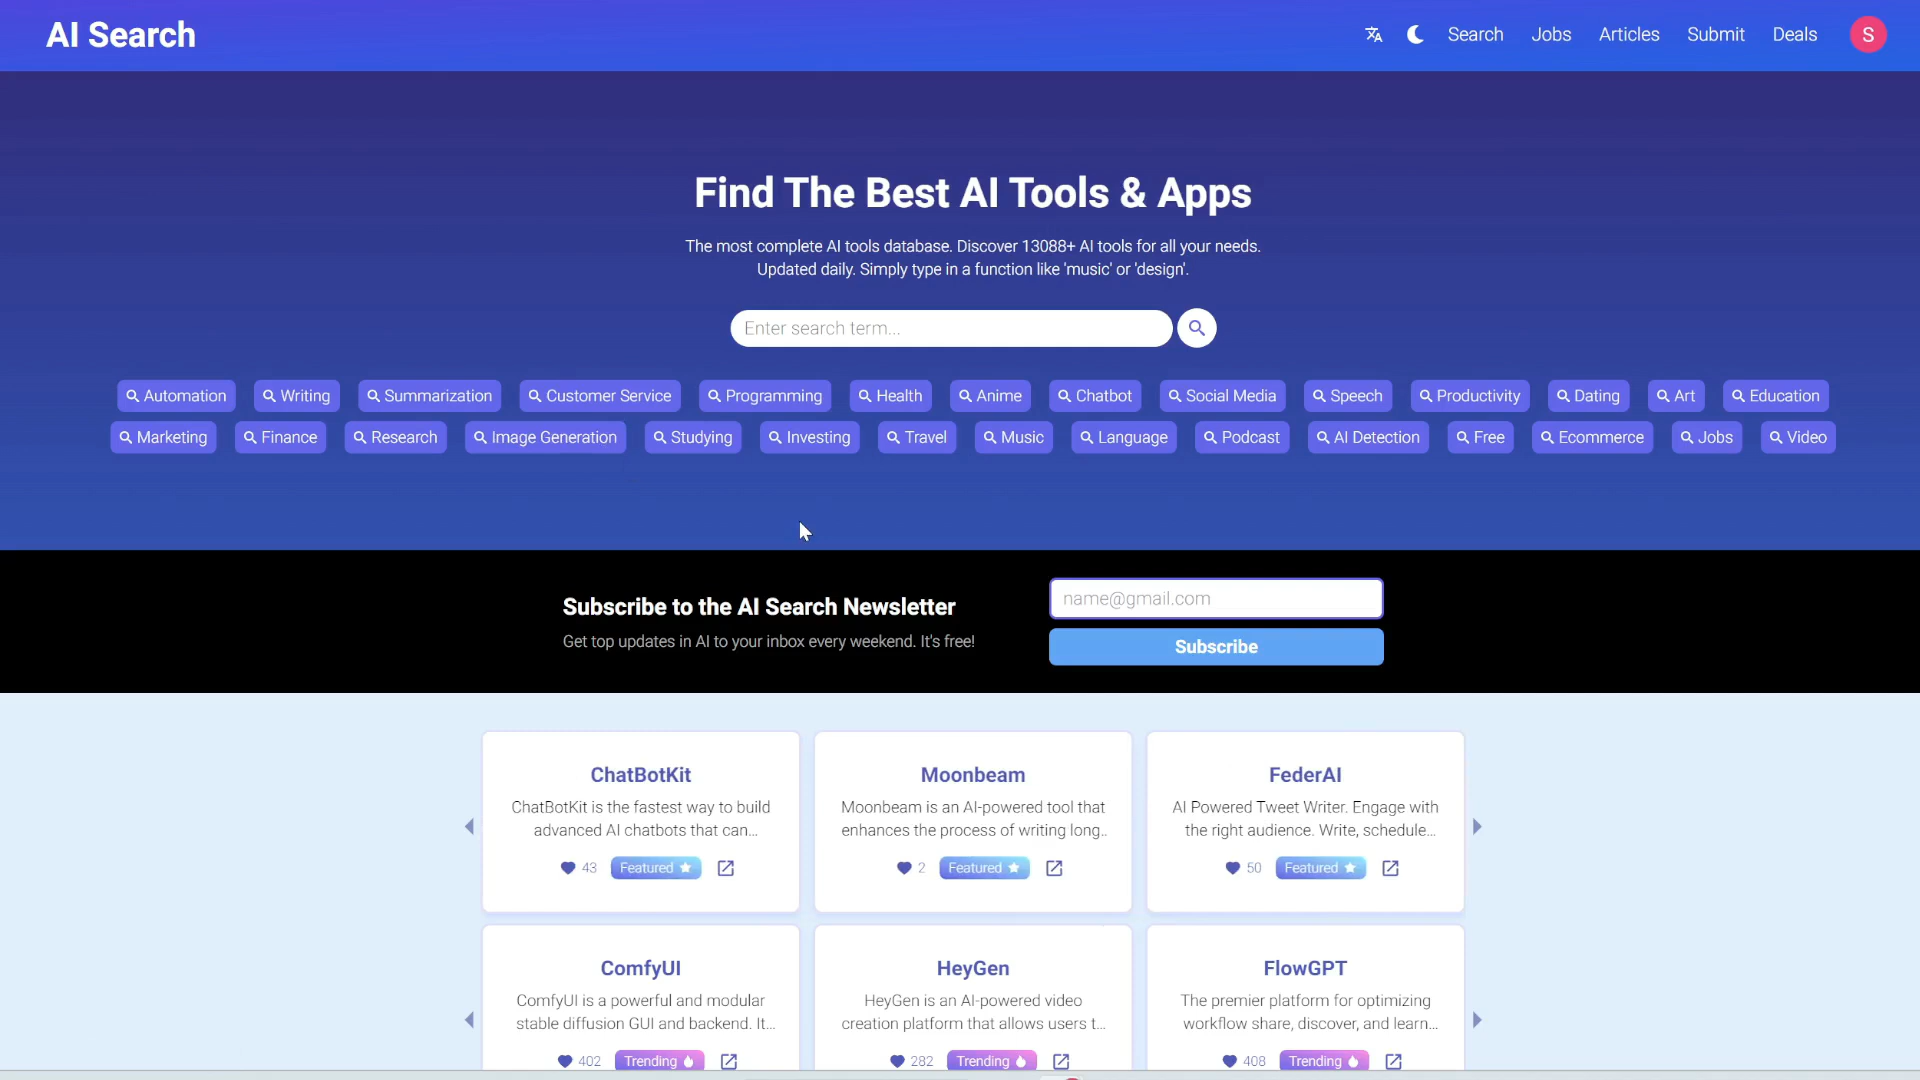 AI Search
Search Jobs Articles Submit Deals S
Find The Best AI Tools & Apps
The most complete AI tools database. Discover 13088+ AI tools for all your needs.
Updated daily. Simply type in a function like 'music' or 'design'.
Enter search term...
Automation Writing Summarization Customer Service Programming Health Anime Chatbot Social Media Speech Productivity Dating Art Education
Marketing Finance Research Image Generation Studying Investing Travel Music Language Podcast AI Detection Free Ecommerce Jobs Video
Subscribe to the AI Search Newsletter
Get top updates in AI to your inbox every weekend. It's free!
name@gmail.com
Subscribe
ChatBotKit
ChatBotKit is the fastest way to build
advanced AI chatbots that can...
43 Featured
Moonbeam
Moonbeam is an AI-powered tool that
enhances the process of writing long..
2 Featured
FederAI
AI Powered Tweet Writer. Engage with
the right audience. Write, schedule...
50 Featured
ComfyUI
ComfyUI is a powerful and modular
stable diffusion GUI and backend. It...
402 Trending
HeyGen
HeyGen is an AI-powered video
creation platform that allows users t...
282 Trending
FlowGPT
The premier platform for optimizing
workflow share, discover, and learn...
408 Trending